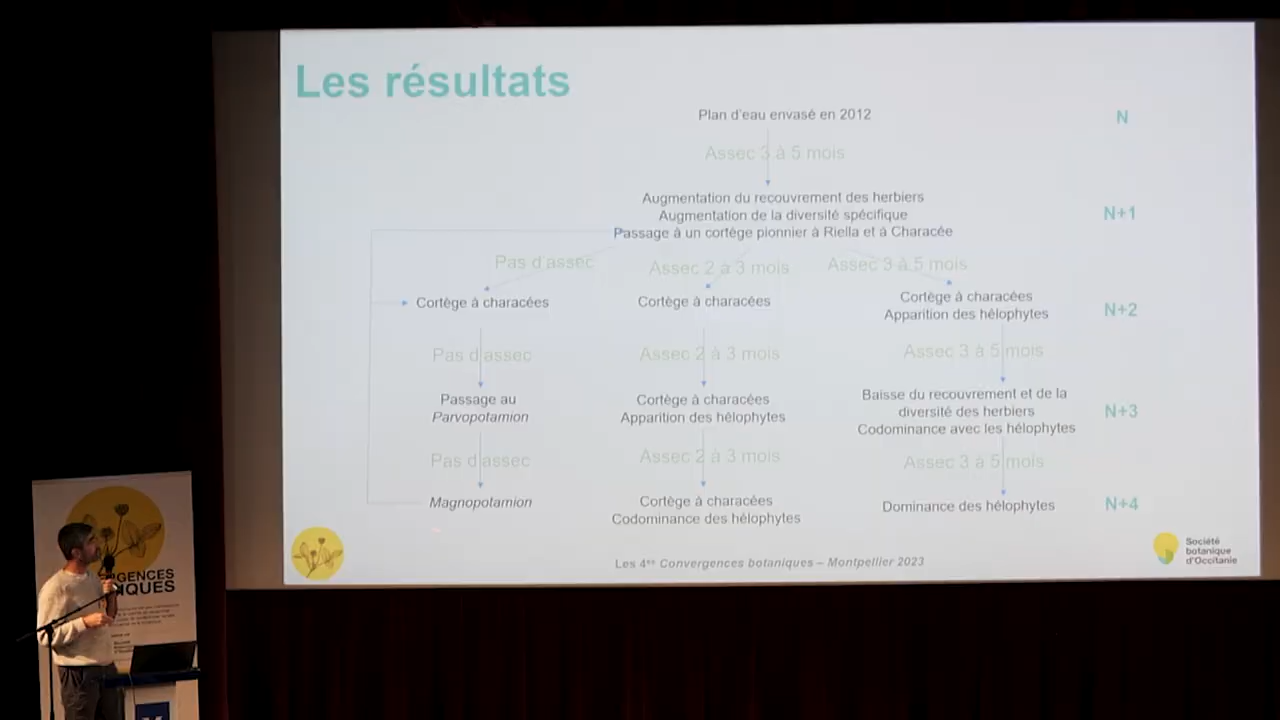 Les résultats
Plan d'eau envasé en 2012
N
Assec 3 à 5 mois
Augmentation du recouvrement des herbiers
Augmentation de la diversité spécifique
Passage à un cortège pionnier à Riella et à Characée
N+1
Pas d'assec
Assec 2 à 3 mois
Assec 3 à 5 mois
Cortège à characées
Cortège à characées
Cortège à characées
Apparition des hélophytes
N+2
Pas d'assec
Assec 2 à 3 mois
Assec 3 à 5 mois
Passage au
Parvopotamion
Cortège à characées
Apparition des hélophytes
Baisse du recouvrement et de la
diversité des herbiers
Codominance avec les hélophytes
N+3
Pas d'assec
Assec 2 à 3 mois
Assec 3 à 5 mois
Magnopotamion
Cortège à characées
Codominance des hélophytes
Dominance des hélophytes
N+4
Les 4es Convergences botaniques – Montpellier 2023
Société
botanique
d'Occitanie
RGENCES
IQUES